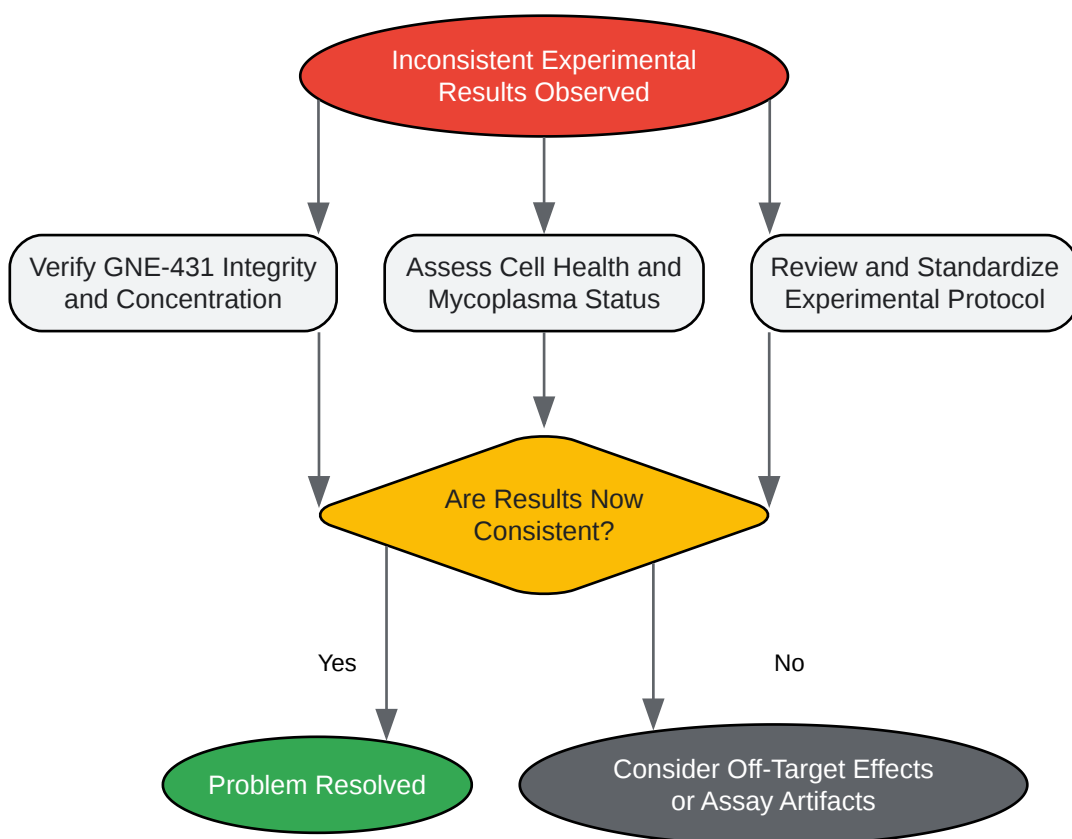 Inconsistent Experimental
Results Observed
Verify GNE-431 Integrity
and Concentration
Assess Cell Health and
Mycoplasma Status
Review and Standardize
Experimental Protocol
Are Results Now
Consistent?
Yes
No
Problem Resolved
Consider Off-Target Effects
or Assay Artifacts